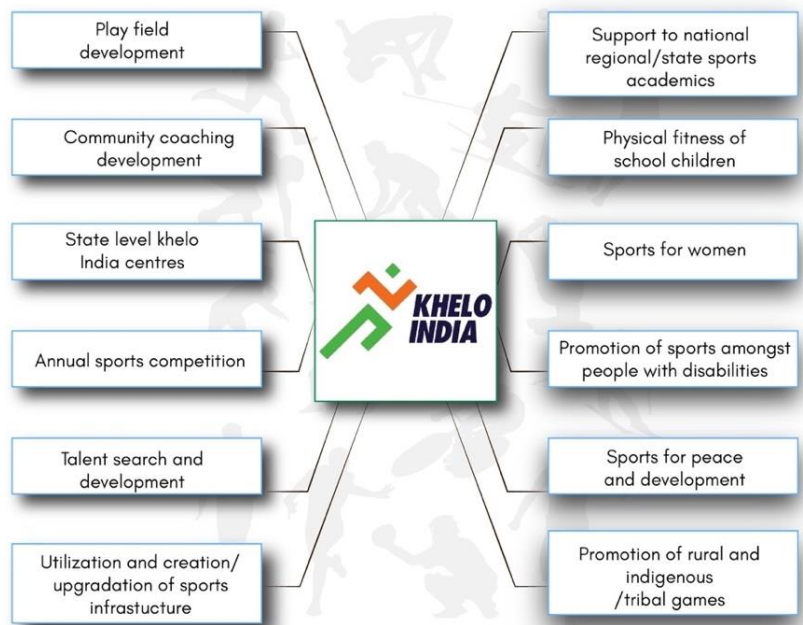 Play field
development
Community coaching
development
State level khelo
India centres
Annual sports competition
Talent search and
development
Utilization and creation/
upgradation of sports
infrastucture
KHELO
INDIA
Support to national
regional/state sports
academics
Physical fitness of
school children
Sports for women
Promotion of sports amongst
people with disabilities
Sports for peace
and development
Promotion of rural and
indigenous
/tribal games